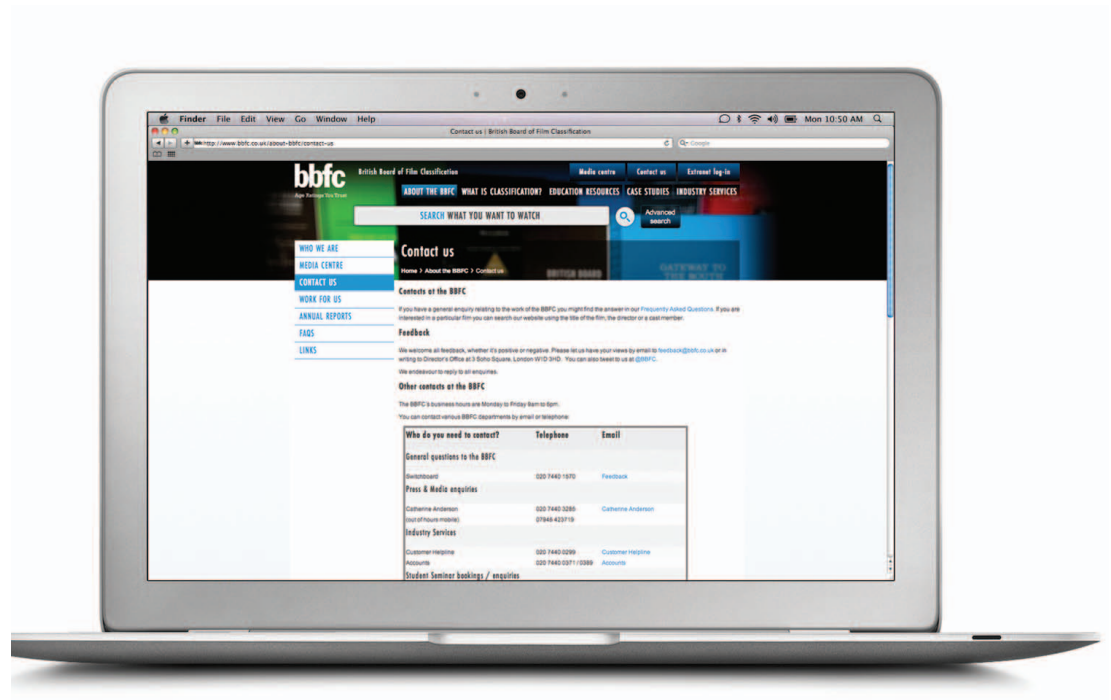 Finder File Edit View Go Window Help Mon 10:50 AM
Contact us | British Board of Film Classification
http://www.bbfc.co.uk/about-bbfc/contact-us
Google
bbfc
Age Ratings You Trust
British Board of Film Classification
Media centre Contact us Extranet log-in
ABOUT THE BBFC WHAT IS CLASSIFICATION? EDUCATION RESOURCES CASE STUDIES INDUSTRY SERVICES
SEARCH WHAT YOU WANT TO WATCH
Advanced
search
WHO WE ARE
MEDIA CENTRE
CONTACT US
WORK FOR US
ANNUAL REPORTS
FAQS
LINKS
Contact us
Home > About the BBFC > Contact us
BRITISH BOARD
GATEWAY TO
THE SOUTH
Contacts at the BBFC
If you have a general enquiry relating to the work of the BBFC you might find the answer in our Frequently Asked Questions. If you are
interested in a particular film you can search our website using the title of the film, the director or a cast member.
Feedback
We welcome all feedback, whether it's positive or negative. Please let us have your views by email to feedback@bbfc.co.uk or in
writing to Director's Office at 3 Soho Square, London W1D 3HD. You can also tweet to us at @BBFC.
We endeavour to reply to all enquiries.
Other contacts at the BBFC
The BBFC's business hours are Monday to Friday 9am to 6pm.
You can contact various BBFC departments by email or telephone:
Who do you need to contact? Telephone Email
General questions to the BBFC
Switchboard 020 7440 1570 Feedback
Press & Media enquiries
Catherine Anderson 020 7440 3285 Catherine Anderson
(out of hours mobile) 07946 423719
Industry Services
Customer Helpline 020 7440 0299 Customer Helpline
Accounts 020 7440 0371 / 0389 Accounts
Student Seminar bookings / enquiries